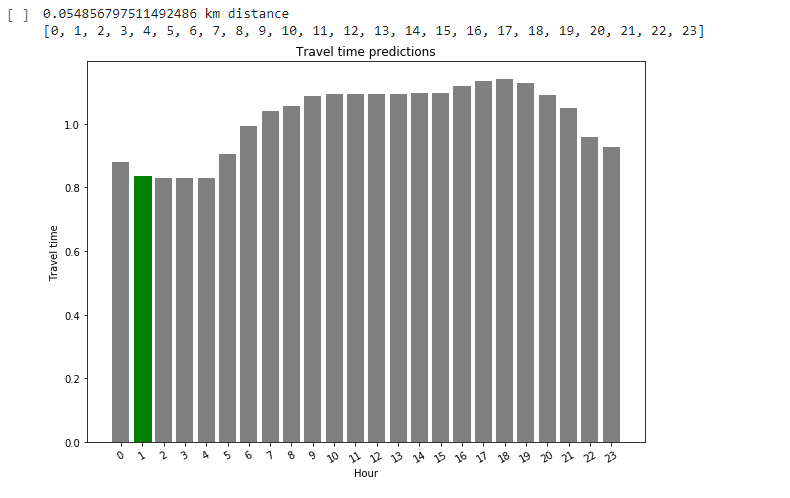 [ ] 0.054856797511492486 km distance
[0, 1, 2, 3, 4, 5, 6, 7, 8, 9, 10, 11, 12, 13, 14, 15, 16, 17, 18, 19, 20, 21, 22, 23]
Travel time predictions
1.0
0.8
0.6
0.4
0.2
0.0
Travel time
0 1 2 3 4 5 6 7 8 9 10 11 12 13 14 15 16 17 18 19 20 21 22 23
Hour